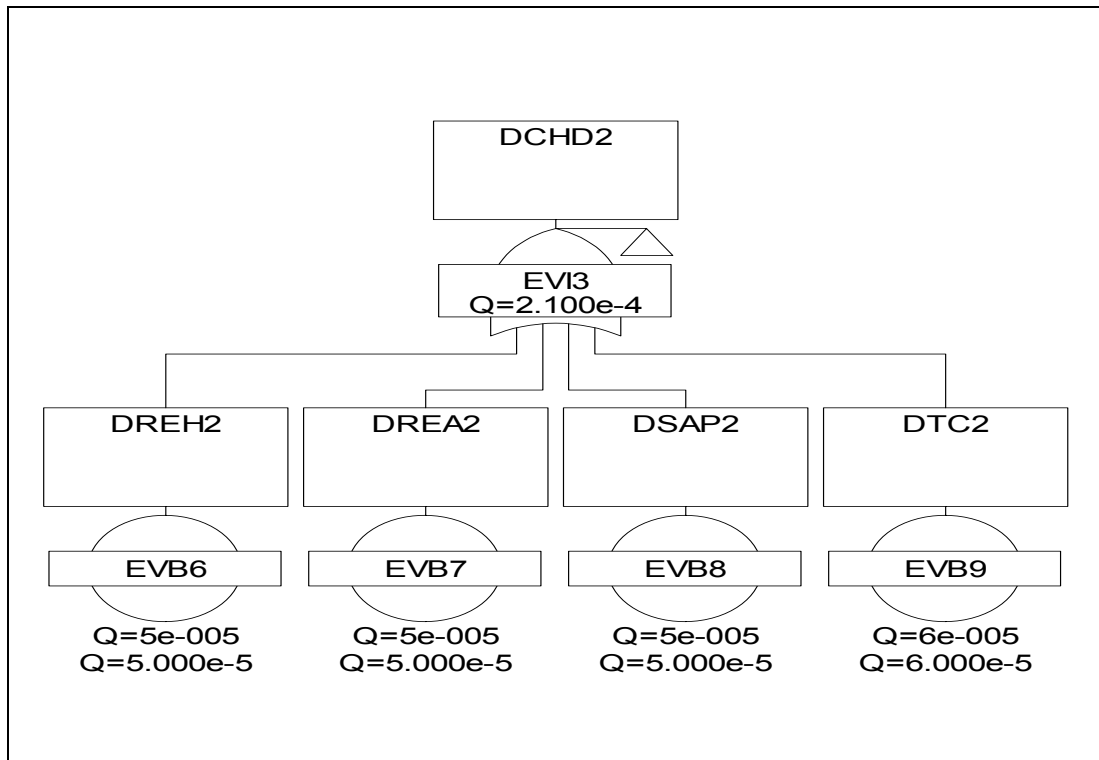 DCHD2
EVI3
Q=2.100e-4
DREH2
DREA2
DSAP2
DTC2
EVB6
EVB7
EVB8
EVB9
Q=5e-005
Q=5.000e-5
Q=5e-005
Q=5.000e-5
Q=5e-005
Q=5.000e-5
Q=6e-005
Q=6.000e-5